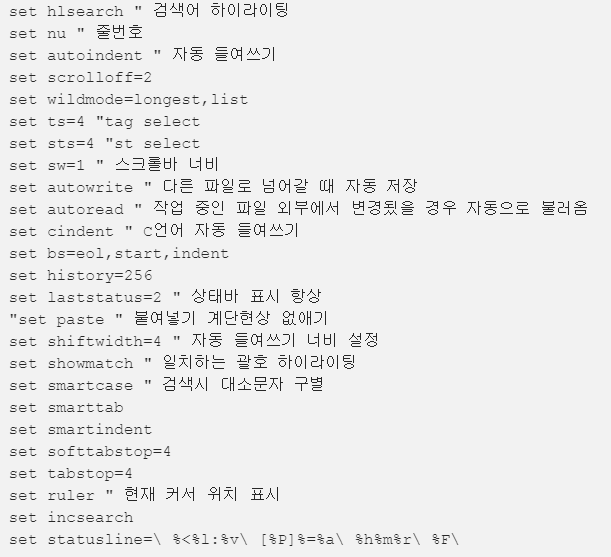 set hlsearch " 검색어 하이라이팅
set nu " 줄번호
set autoindent " 자동 들여쓰기
set scrolloff=2
set wildmode=longest,list
set ts=4 "tag select
set sts=4 "st select
set sw=1 " 스크롤바 너비
set autowrite " 다른 파일로 넘어갈 때 자동 저장
set autoread " 작업 중인 파일 외부에서 변경됬을 경우 자동으로 불러옴
set cindent " C언어 자동 들여쓰기
set bs=eol,start,indent
set history=256
set laststatus=2 " 상태바 표시 항상
"set paste " 붙여넣기 계단현상 없애기
set shiftwidth=4 " 자동 들여쓰기 너비 설정
set showmatch " 일치하는 괄호 하이라이팅
set smartcase " 검색시 대소문자 구별
set smarttab
set smartindent
set softtabstop=4
set tabstop=4
set ruler " 현재 커서 위치 표시
set incsearch
set statusline=\ %<%l:%v\ [%P]%=%a\ %h%m%r\ %F\